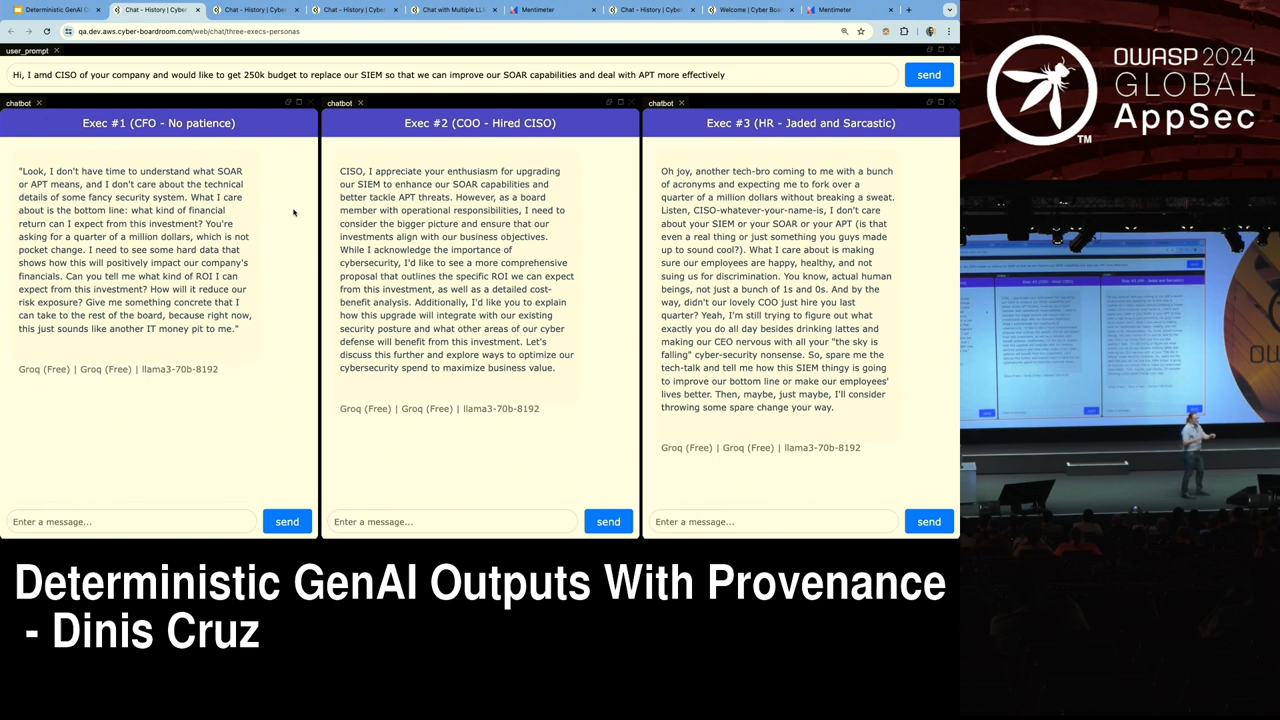 Deterministic GenAI O
Chat - History | Cyber
Chat - History | Cyber
Chat - History | Cyber
Chat with Multiple LL
Mentimeter
Chat - History | Cyber
Welcome | Cyber Boar
Mentimeter
qa.dev.aws.cyber-boardroom.com/web/chat/three-execs-personas
user_prompt
Hi, I amd CISO of your company and would like to get 250k budget to replace our SIEM so that we can improve our SOAR capabilities and deal with APT more effectively
send
chatbot
Exec #1 (CFO - No patience)
"Look, I don't have time to understand what SOAR
or APT means, and I don't care about the technical
details of some fancy security system. What I care
about is the bottom line: what kind of financial
return can I expect from this investment? You're
asking for a quarter of a million dollars, which is not
pocket change. I need to see some hard data that
shows how this will positively impact our company's
financials. Can you tell me what kind of ROI I can
expect from this investment? How will it reduce our
risk exposure? Give me something concrete that I
can take to the rest of the board, because right now,
this just sounds like another IT money pit to me."
Groq (Free) | Groq (Free) | llama3-70b-8192
Enter a message...
send
chatbot
Exec #2 (COO - Hired CISO)
CISO, I appreciate your enthusiasm for upgrading
our SIEM to enhance our SOAR capabilities and
better tackle APT threats. However, as a board
member with operational responsibilities, I need to
consider the bigger picture and ensure that our
investments align with our business objectives.
While I acknowledge the importance of
cybersecurity, I'd like to see a more comprehensive
proposal that outlines the specific ROI we can expect
from this investment, as well as a detailed cost-
benefit analysis. Additionally, I'd like you to explain
how this upgrade will integrate with our existing
security posture and what other areas of our cyber
defense will benefit from this investment. Let's
discuss this further and explore ways to optimize our
cybersecurity spend to maximize business value.
Groq (Free) | Groq (Free) | llama3-70b-8192
Enter a message...
send
chatbot
Exec #3 (HR - Jaded and Sarcastic)
Oh joy, another tech-bro coming to me with a bunch
of acronyms and expecting me to fork over a
quarter of a million dollars without breaking a sweat.
Listen, CISO-whatever-your-name-is, I don't care
about your SIEM or your SOAR or your APT (is that
even a real thing or just something you guys made
up to sound cool?). What I care about is making
sure our employees are happy, healthy, and not
suing us for discrimination. You know, actual human
beings, not just a bunch of 1s and 0s. And by the
way, didn't our lovely COO just hire you last
quarter? Yeah, I'm still trying to figure out what
exactly you do all day besides drinking lattes and
making our CEO nervous with all your "the sky is
falling" cyber-security nonsense. So, spare me the
tech-talk and tell me how this SIEM thingy is going
to improve our bottom line or make our employees'
lives better. Then, maybe, just maybe, I'll consider
throwing some spare change your way.
Groq (Free) | Groq (Free) | llama3-70b-8192
Enter a message...
send
OWASP 2024
GLOBAL
AppSec
TM
Deterministic GenAI Outputs With Provenance
- Dinis Cruz